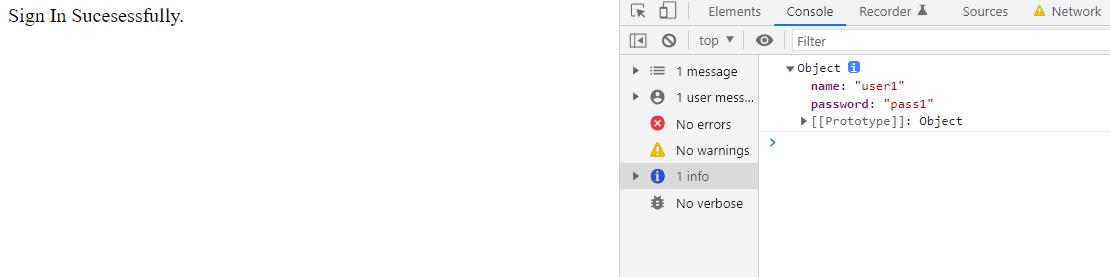 Sign In Sucesessfully.
Elements Console Recorder Sources Network
top Filter
1 message
1 user mess...
No errors
No warnings
1 info
No verbose
Object i
name: "user1"
password: "pass1"
[[Prototype]]: Object